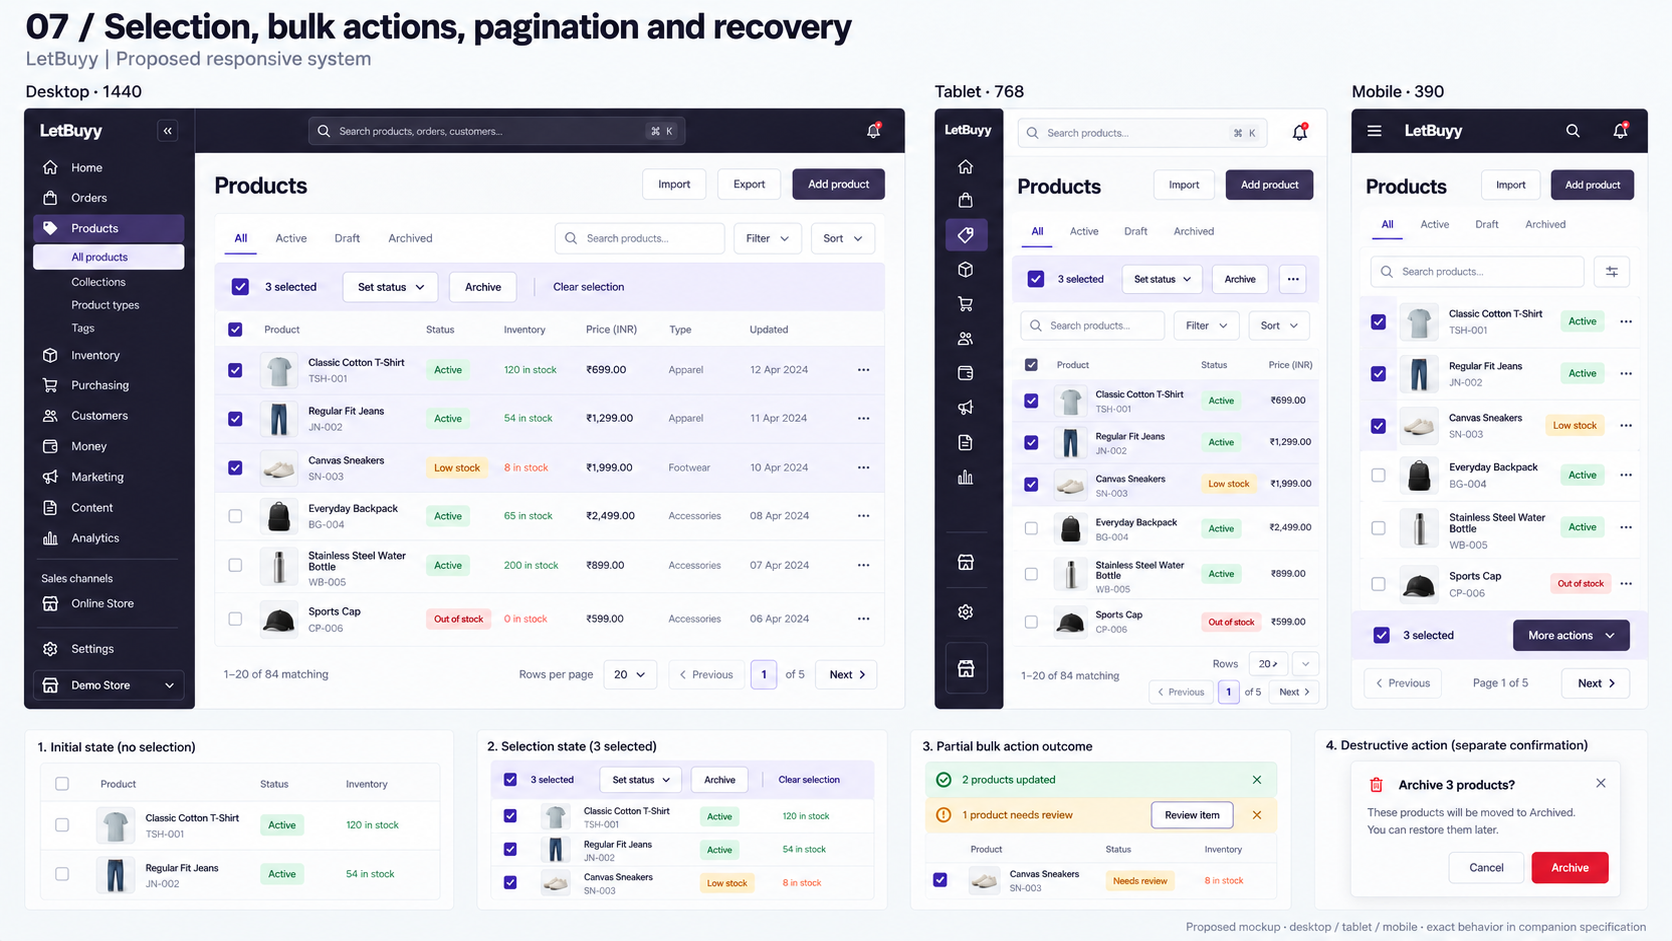 07 / Selection, bulk actions, pagination and recovery
LetBuyy | Proposed responsive system
Desktop · 1440
LetBuyy
«
Search products, orders, customers...
⌘ K
Home
Orders
Products
All products
Collections
Product types
Tags
Inventory
Purchasing
Customers
Money
Marketing
Content
Analytics
Sales channels
Online Store
Settings
Demo Store
Products
Import
Export
Add product
All
Active
Draft
Archived
Search products...
Filter
Sort
3 selected
Set status
Archive
Clear selection
Product
Status
Inventory
Price (INR)
Type
Updated
Classic Cotton T-Shirt
TSH-001
Active
120 in stock
₹699.00
Apparel
12 Apr 2024
Regular Fit Jeans
JN-002
Active
54 in stock
₹1,299.00
Apparel
11 Apr 2024
Canvas Sneakers
SN-003
Low stock
8 in stock
₹1,999.00
Footwear
10 Apr 2024
Everyday Backpack
BG-004
Active
65 in stock
₹2,499.00
Accessories
08 Apr 2024
Stainless Steel Water
Bottle
WB-005
Active
200 in stock
₹899.00
Accessories
07 Apr 2024
Sports Cap
CP-006
Out of stock
0 in stock
₹599.00
Accessories
06 Apr 2024
1–20 of 84 matching
Rows per page
20
Previous
1
of 5
Next
Tablet · 768
LetBuyy
Search products...
⌘ K
Products
Import
Add product
All
Active
Draft
Archived
3 selected
Set status
Archive
Search products...
Filter
Sort
Product
Status
Price (INR)
Classic Cotton T-Shirt
TSH-001
Active
₹699.00
Regular Fit Jeans
JN-002
Active
₹1,299.00
Canvas Sneakers
SN-003
Low stock
₹1,999.00
Everyday Backpack
BG-004
Active
₹2,499.00
Stainless Steel Water
Bottle
WB-005
Active
₹899.00
Sports Cap
CP-006
Out of stock
₹599.00
1–20 of 84 matching
Rows
20
Previous
1
of 5
Next
Mobile · 390
LetBuyy
Products
Import
Add product
All
Active
Draft
Archived
Search products...
Classic Cotton T-Shirt
TSH-001
Active
Regular Fit Jeans
JN-002
Active
Canvas Sneakers
SN-003
Low stock
Everyday Backpack
BG-004
Active
Stainless Steel Water
Bottle
WB-005
Active
Sports Cap
CP-006
Out of stock
3 selected
More actions
Previous
Page 1 of 5
Next
1. Initial state (no selection)
Product
Status
Inventory
Classic Cotton T-Shirt
TSH-001
Active
120 in stock
Regular Fit Jeans
JN-002
Active
54 in stock
2. Selection state (3 selected)
3 selected
Set status
Archive
Clear selection
Classic Cotton T-Shirt
TSH-001
Active
120 in stock
Regular Fit Jeans
JN-002
Active
54 in stock
Canvas Sneakers
SN-003
Low stock
8 in stock
3. Partial bulk action outcome
2 products updated
1 product needs review
Review item
Product
Status
Inventory
Canvas Sneakers
SN-003
Needs review
8 in stock
4. Destructive action (separate confirmation)
Archive 3 products?
These products will be moved to Archived.
You can restore them later.
Cancel
Archive
Proposed mockup · desktop / tablet / mobile · exact behavior in companion specification